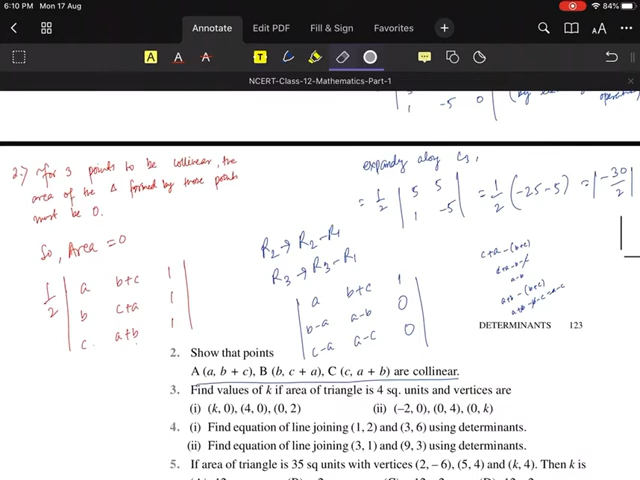 6:10 PM Mon 17 Aug
84%
Annotate Edit PDF Fill & Sign Favorites
NCERT-Class-12-Mathematics-Part-1
1 -5 0
2.) For 3 points to be collinear, the
area of the Δ formed by those points
must be 0.
So, Area = 0
1/2 | a b+c 1 |
| b c+a 1 |
| c. a+b 1 |
expandy aloy C3,
= 1/2 | 5 5 | = 1/2 (-25-5) = |-30/2|
| 1 -5 |
R2 → R2-R1
R3 → R3-R1
| a b+c 1 |
| b-a a-b 0 |
| c-a a-c 0 |
c+a-(b+c)
c+a-b-c
a-b
a+b-(b+c)
a+b-b-c=a-c
DETERMINANTS 123
2. Show that points
A (a, b + c), B (b, c + a), C (c, a + b) are collinear.
3. Find values of k if area of triangle is 4 sq. units and vertices are
(i) (k, 0), (4, 0), (0, 2) (ii) (–2, 0), (0, 4), (0, k)
4. (i) Find equation of line joining (1, 2) and (3, 6) using determinants.
(ii) Find equation of line joining (3, 1) and (9, 3) using determinants.
5. If area of triangle is 35 sq units with vertices (2, –6), (5, 4) and (k, 4). Then k is